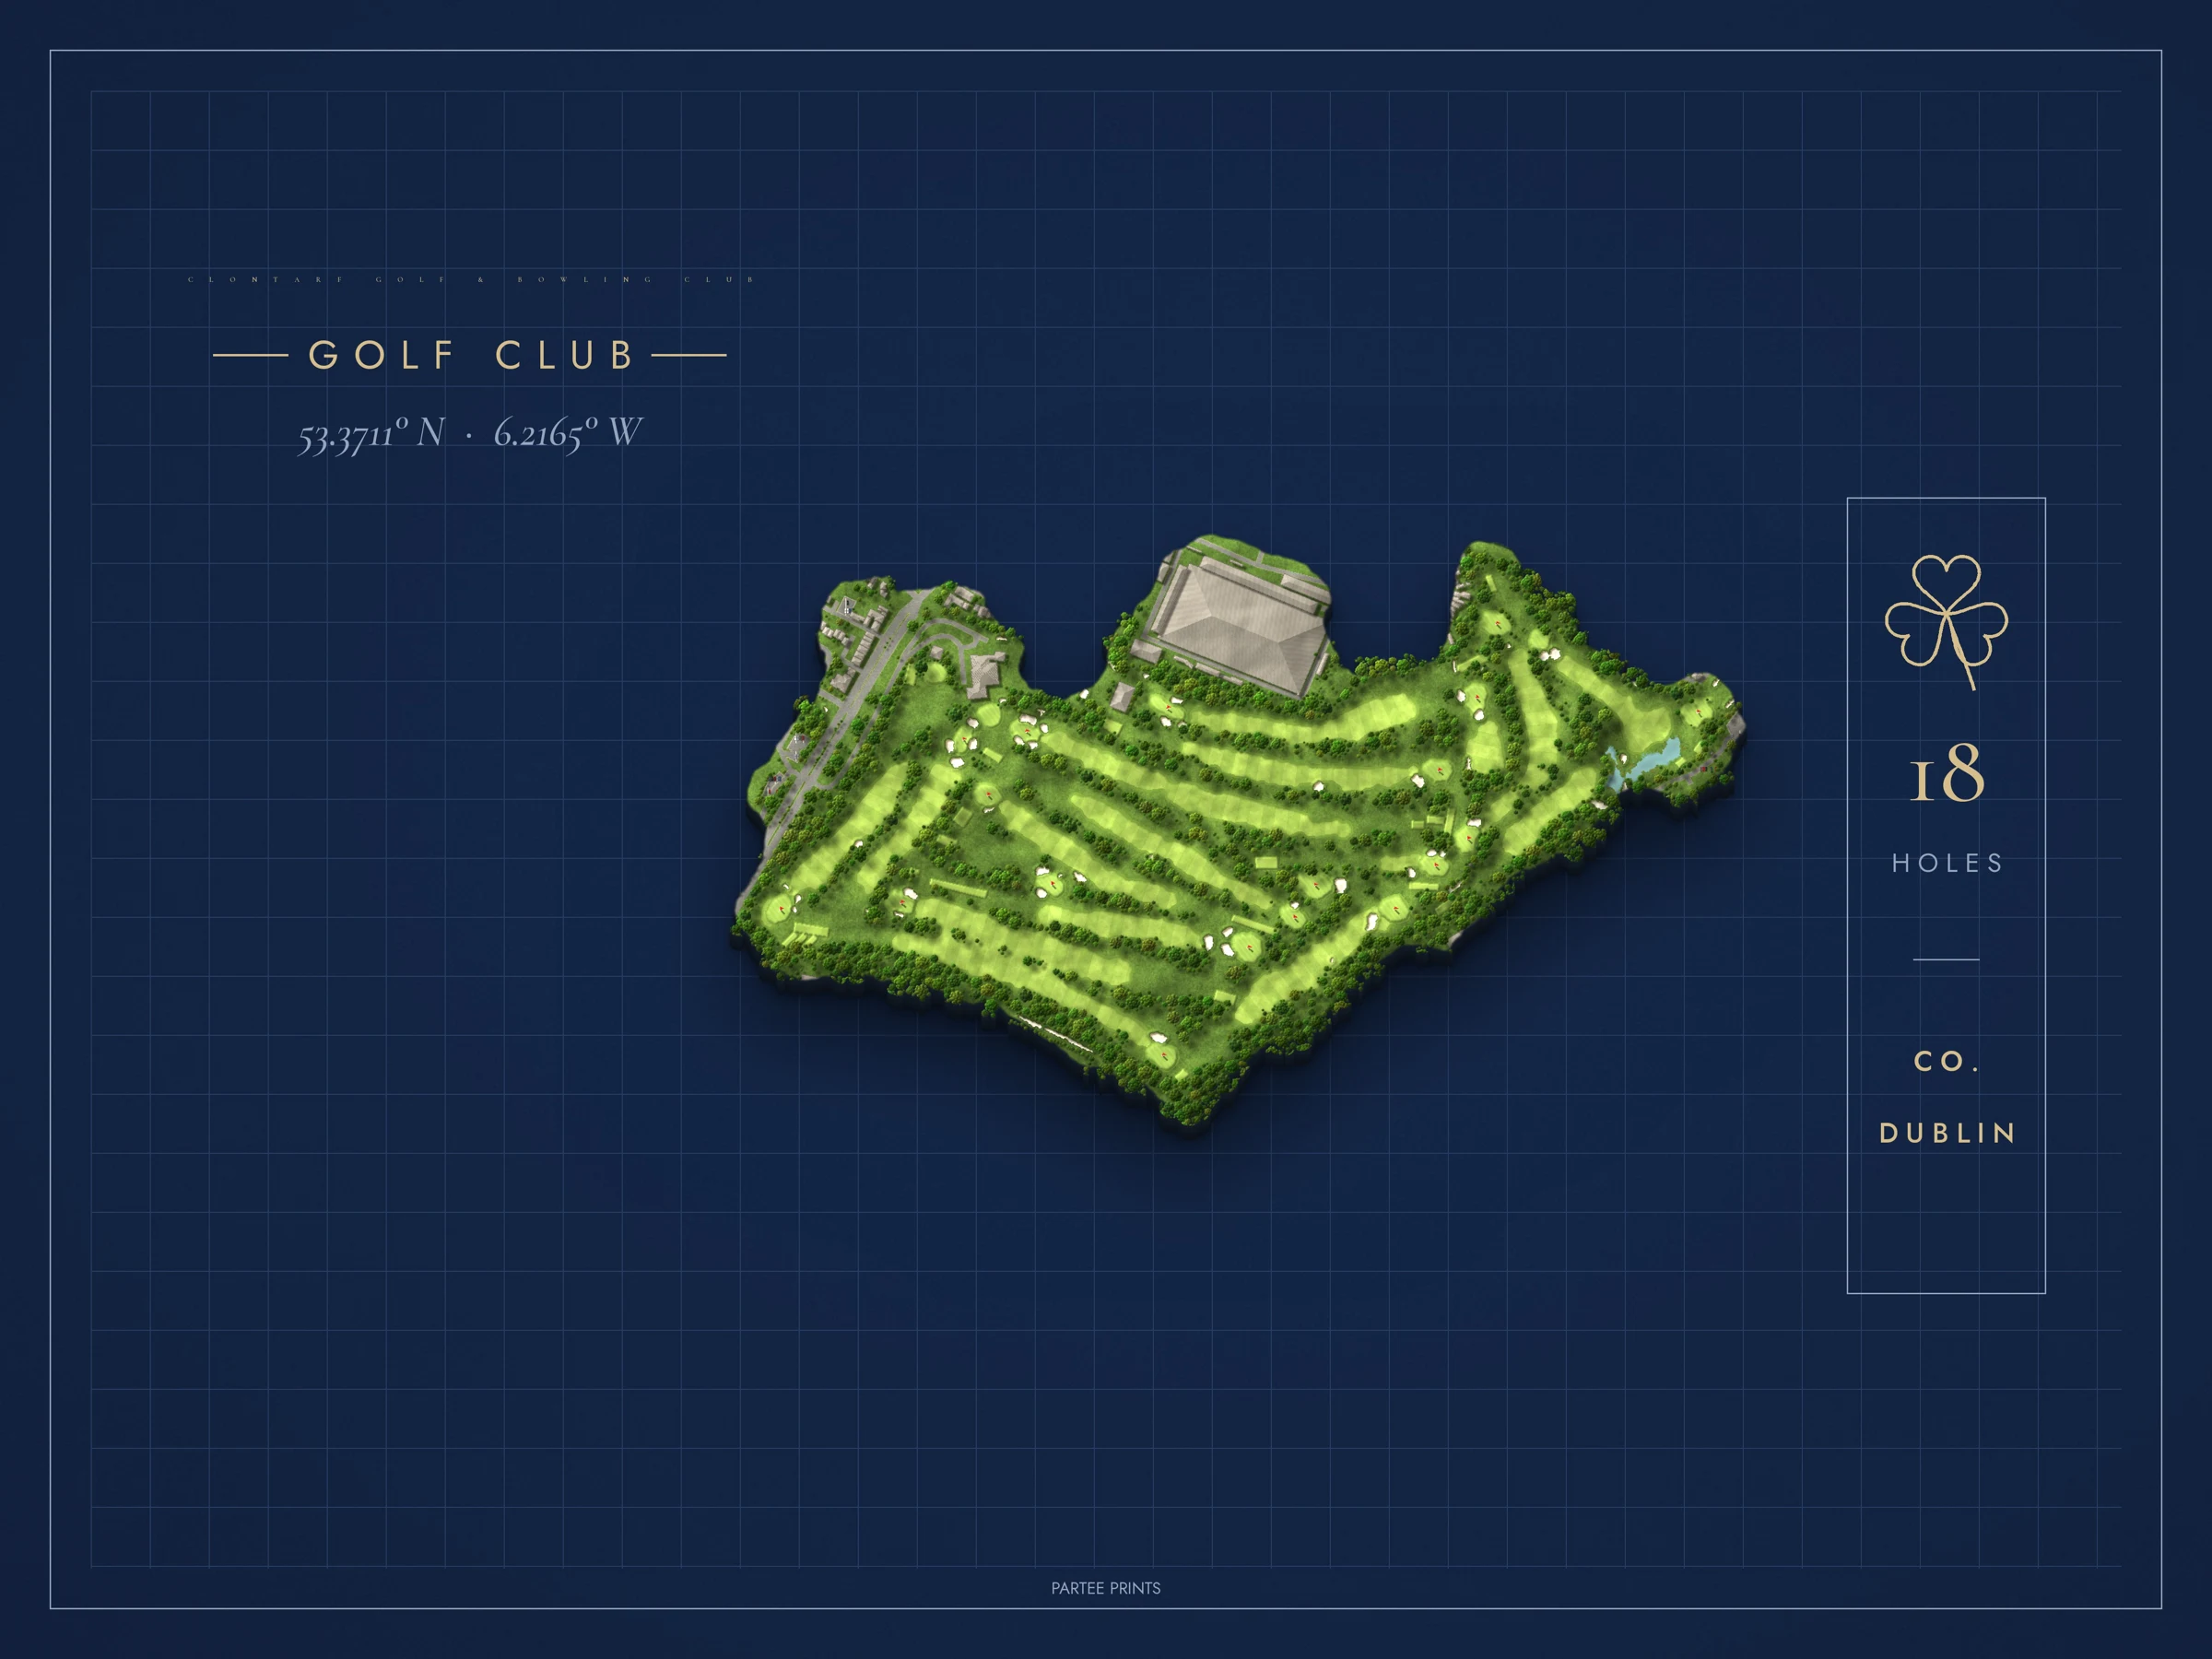 CLONTARF GOLF & BOWLING CLUB
GOLF CLUB
53.3711° N · 6.2165° W
18
HOLES
CO.
DUBLIN
PARTEE PRINTS